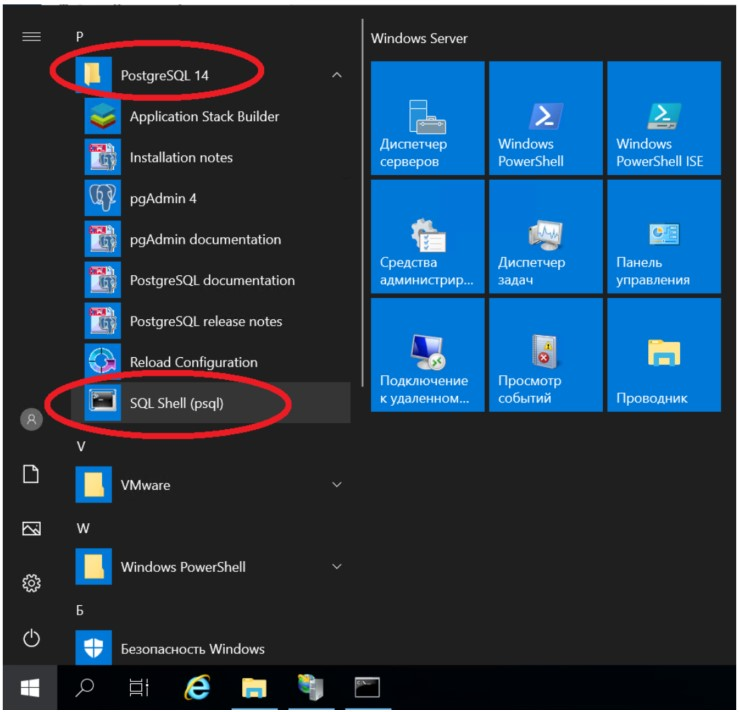 P
PostgreSQL 14
Application Stack Builder
Installation notes
pgAdmin 4
pgAdmin documentation
PostgreSQL documentation
PostgreSQL release notes
Reload Configuration
SQL Shell (psql)
V
VMware
W
Windows PowerShell
Б
Безопасность Windows
Windows Server
Диспетчер
серверов
Windows
PowerShell
Windows
PowerShell ISE
Средства
администрир...
Диспетчер
задач
Панель
управления
Подключение
к удаленном...
Просмотр
событий
Проводник